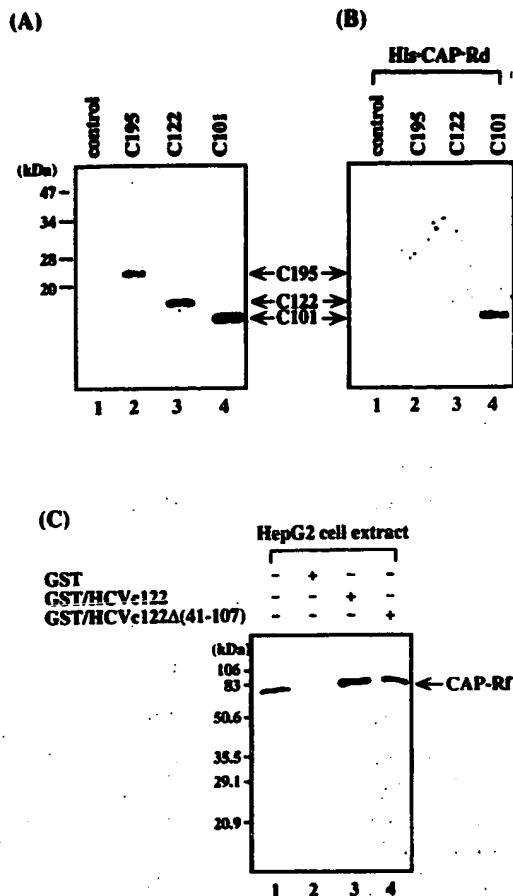 (A)
control
C195
C122
C101
(kDa)
47
34
28
20
1 2 3 4
C195
C122
C101
(B)
His·CAP·Rd
control
C195
C122
C101
1 2 3 4
(C)
HepG2 cell extract
GST - + - -
GST/HCVc122 - - + -
GST/HCVc122Δ(41-107) - - - +
(kDa)
106
83
50.6
35.5
29.1
20.9
CAP-Rf
1 2 3 4